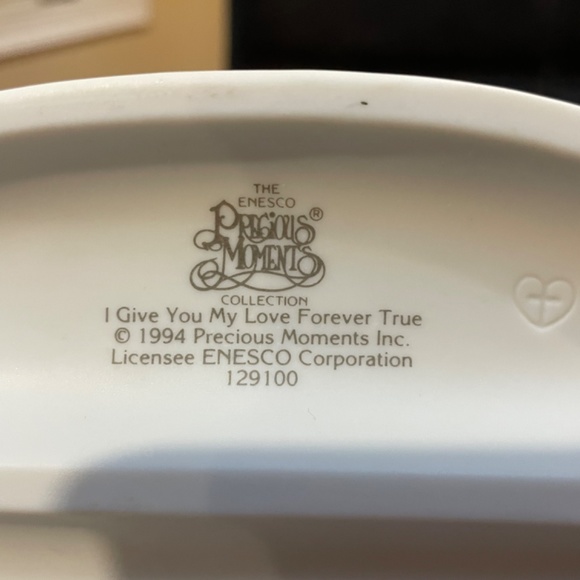 THE
ENESCO
PRECIOUS®
MOMENTS
COLLECTION
I Give You My Love Forever True
© 1994 Precious Moments Inc.
Licensee ENESCO Corporation
129100